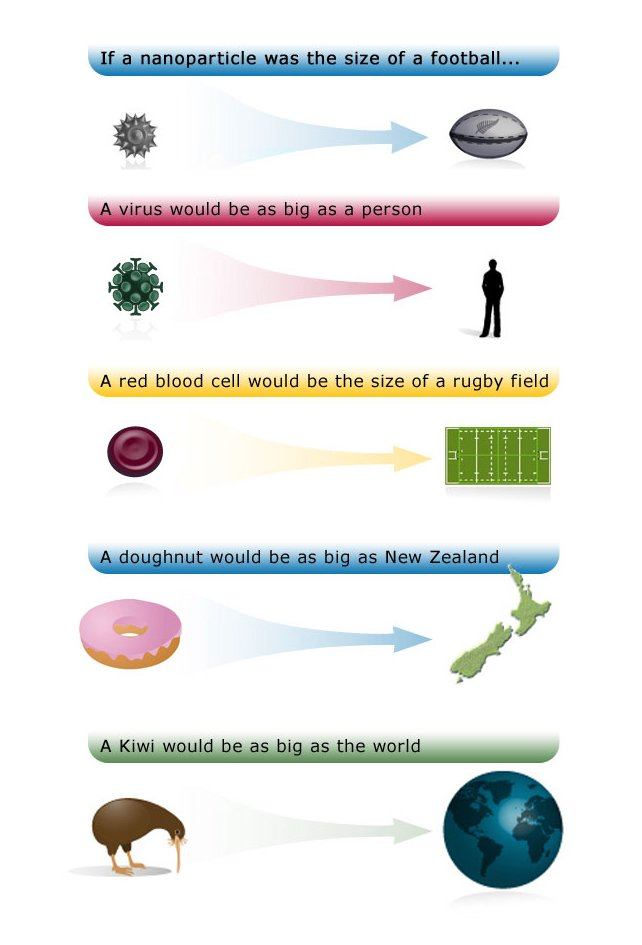 If a nanoparticle was the size of a football...
A virus would be as big as a person
A red blood cell would be the size of a rugby field
A doughnut would be as big as New Zealand
A Kiwi would be as big as the world